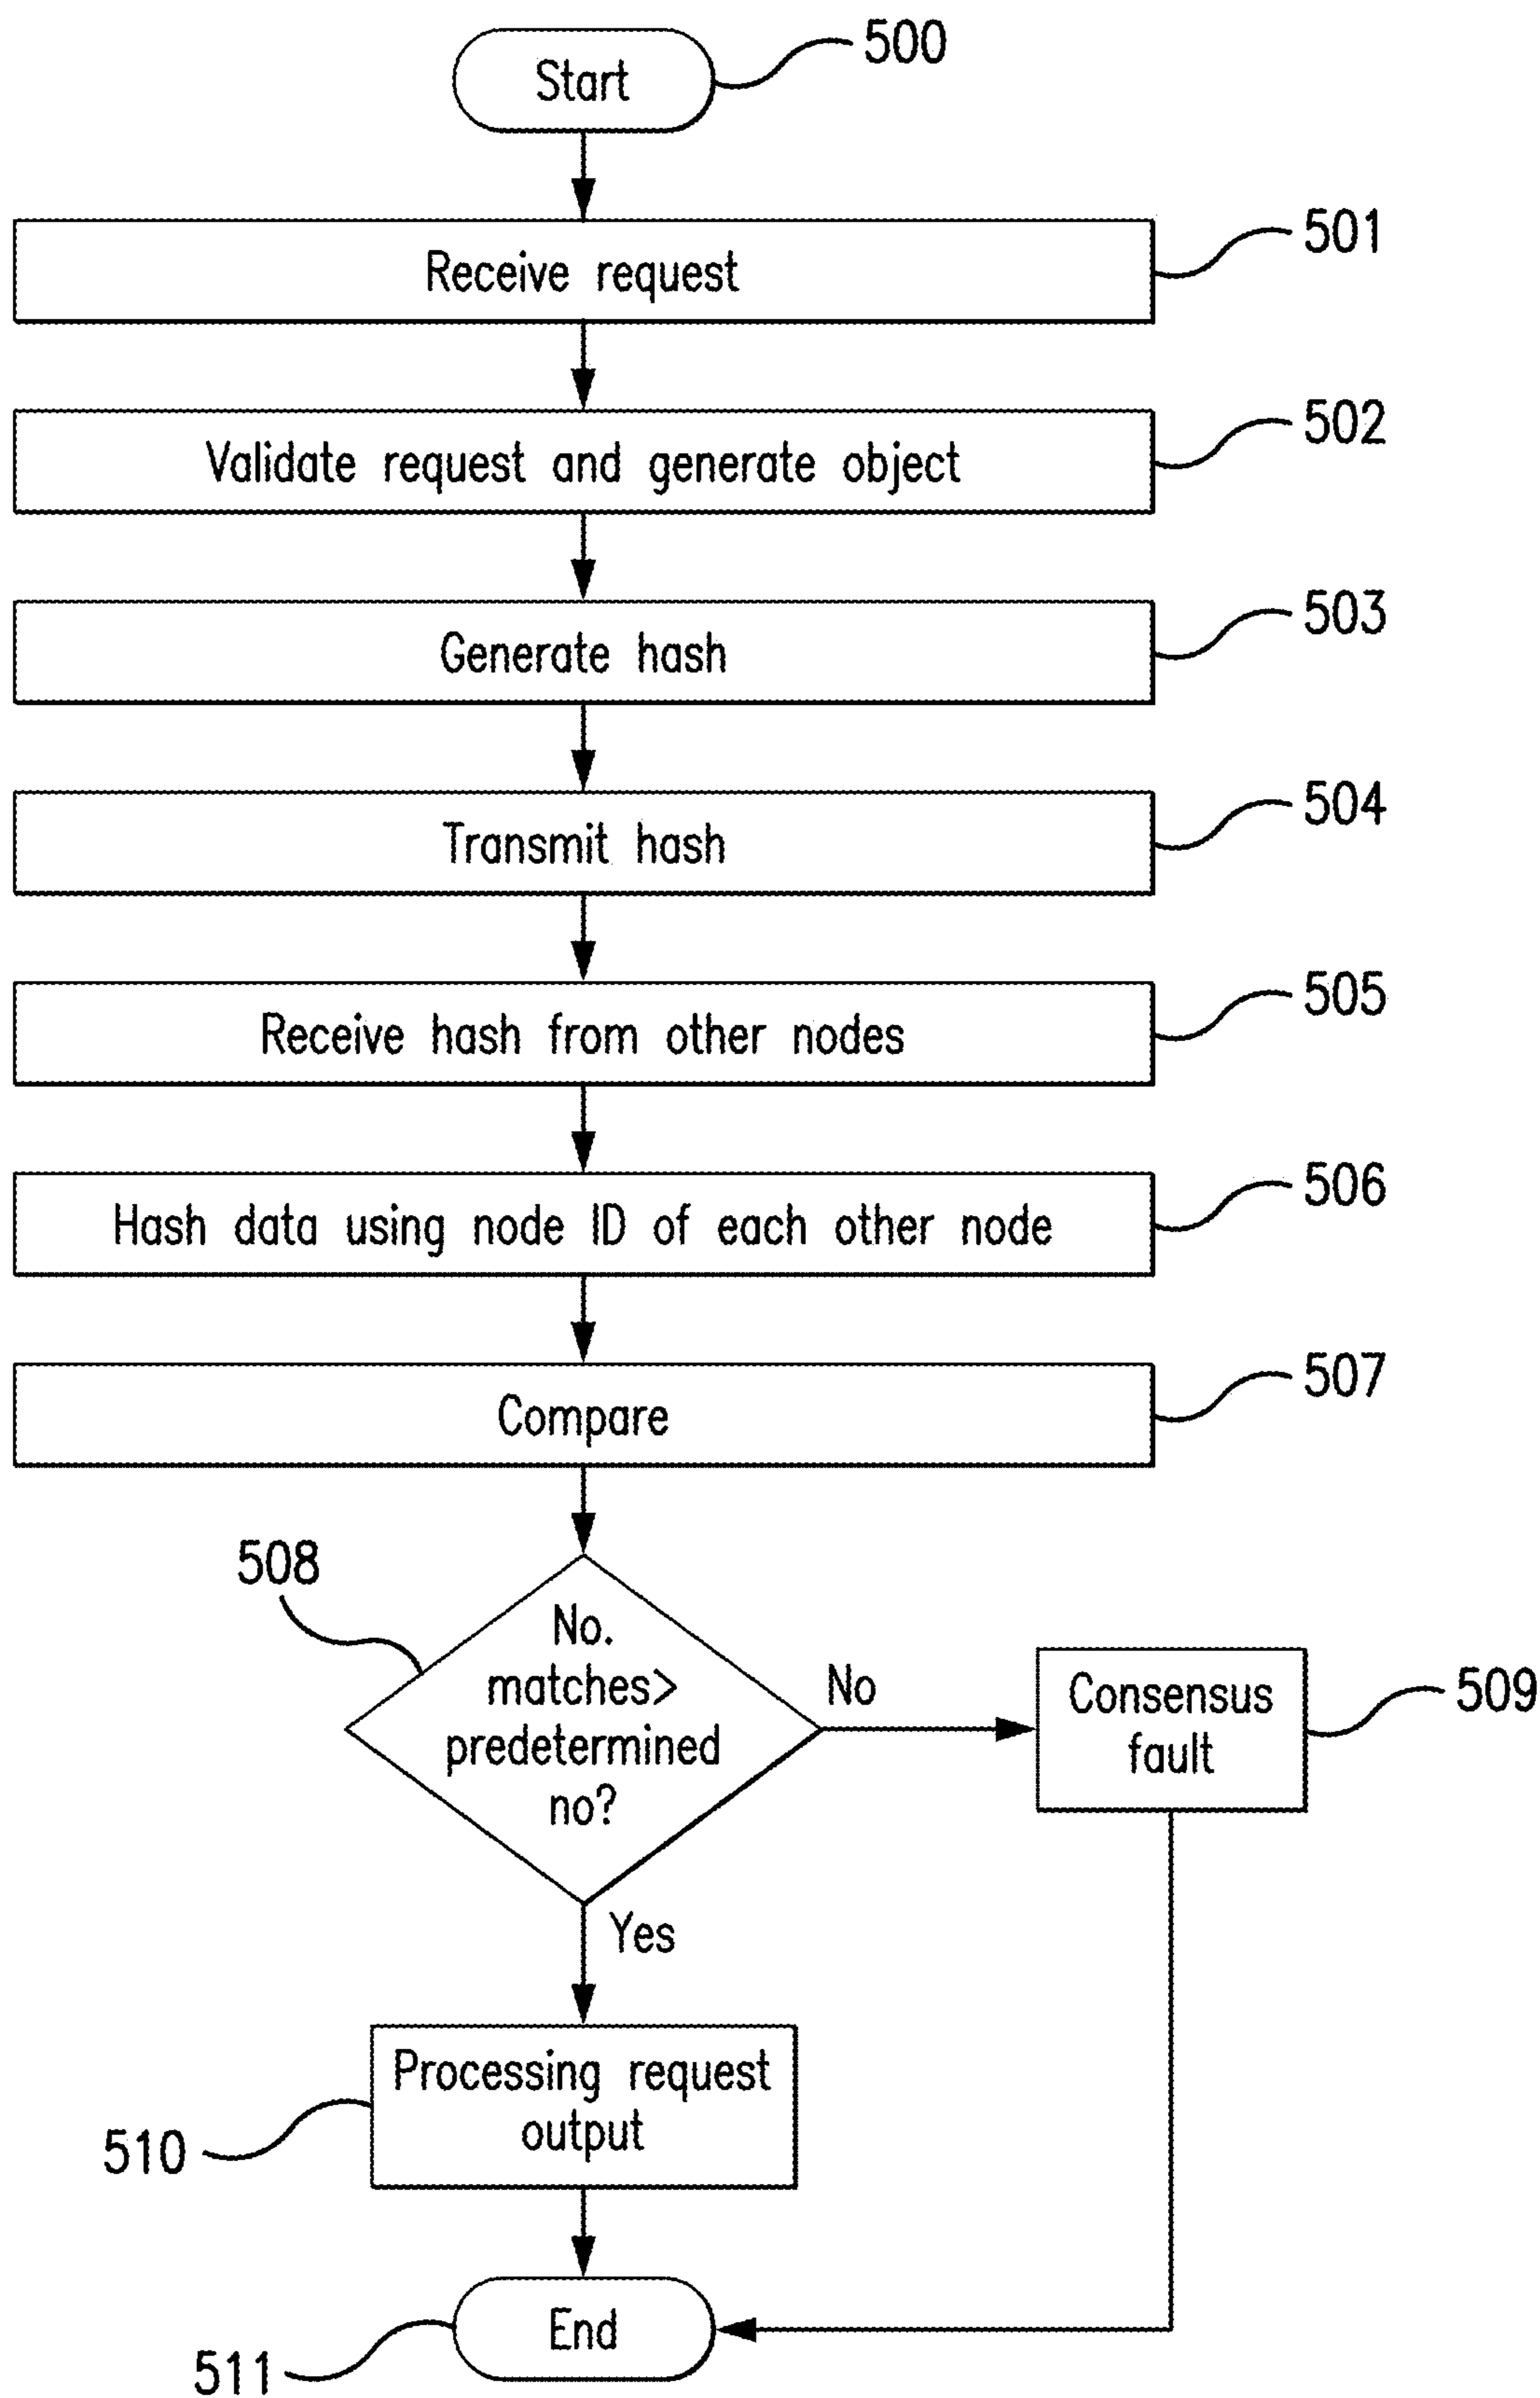 Start
500
Receive request
501
Validate request and generate object
502
Generate hash
503
Transmit hash
504
Receive hash from other nodes
505
Hash data using node ID of each other node
506
Compare
507
508
No.
matches>
predetermined
no?
No
Consensus
fault
509
Yes
Processing request
output
510
End
511